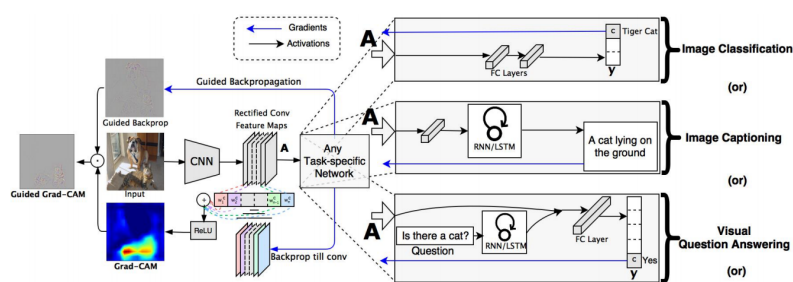 Gradients
Activations
Guided Backpropagation
Guided Backprop
Rectified Conv
Feature Maps
A
Input
CNN
Any
Task-specific
Network
Guided Grad-CAM
+
ReLU
Grad-CAM
Backprop till conv
A
FC Layers
c
Tiger Cat
y
Image Classification
(or)
A
RNN/LSTM
A cat lying on
the ground
Image Captioning
(or)
A
Is there a cat?
Question
RNN/LSTM
FC Layer
c
Yes
y
Visual
Question Answering
(or)